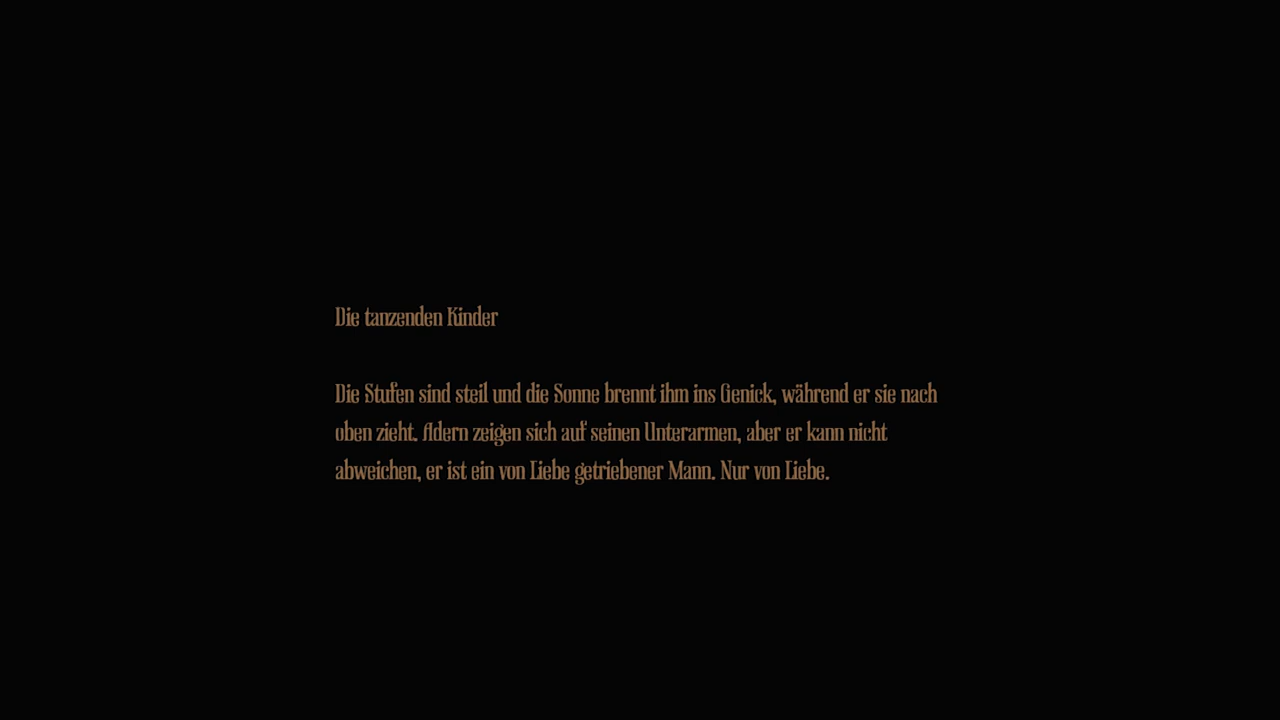 Die tanzenden Kinder
Die Stufen sind steil und die Sonne brennt ihm ins Genick, während er sie nach
oben zieht. Adern zeigen sich auf seinen Unterarmen, aber er kann nicht
abweichen, er ist ein von Liebe getriebener Mann. Nur von Liebe.